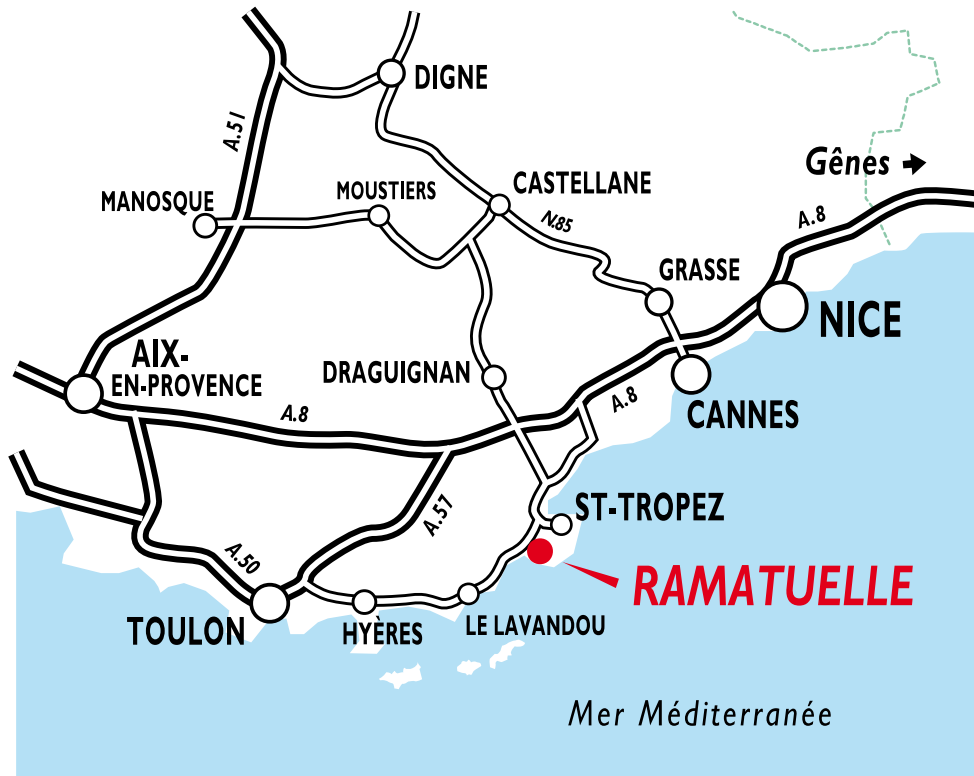 DIGNE
A.51
Gênes
CASTELLANE
MOUSTIERS
MANOSQUE
N.85
A.8
GRASSE
NICE
AIX-
EN-PROVENCE
DRAGUIGNAN
A.8
A.8
CANNES
ST-TROPEZ
A.57
A.50
RAMATUELLE
TOULON
HYÈRES
LE LAVANDOU
Mer Méditerranée